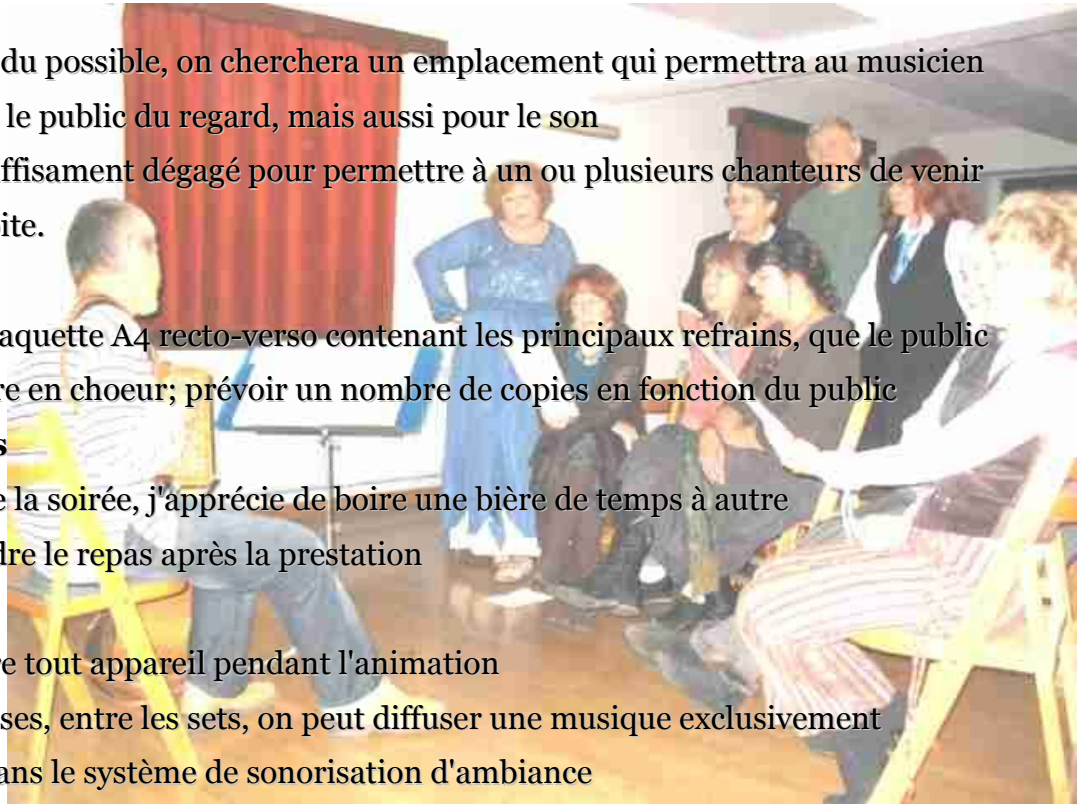 du possible, on cherchera un emplacement qui permettra au musicien
le public du regard, mais aussi pour le son
ffisament dégagé pour permettre à un ou plusieurs chanteurs de venir
ite.
aquette A4 recto-verso contenant les principaux refrains, que le public
re en choeur; prévoir un nombre de copies en fonction du public
s
e la soirée, j'apprécie de boire une bière de temps à autre
dre le repas après la prestation
re tout appareil pendant l'animation
ses, entre les sets, on peut diffuser une musique exclusivement
ans le système de sonorisation d'ambiance